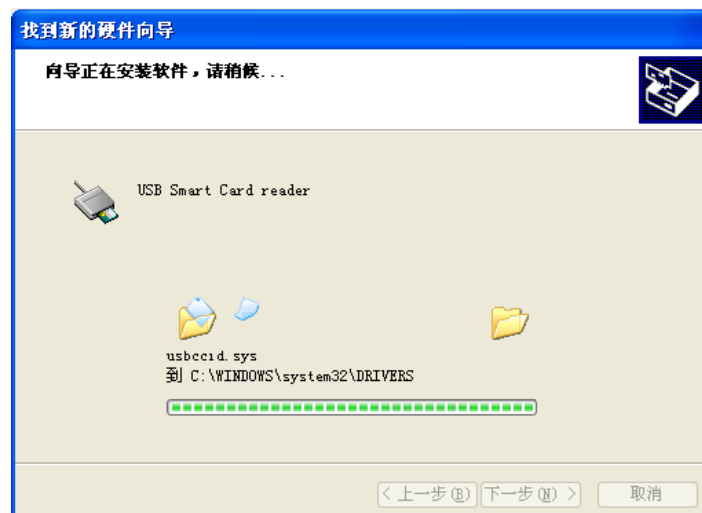 找到新的硬件向导
向导正在安装软件，请稍候...
USB Smart Card reader
usbccid.sys
到 C:\WINDOWS\system32\DRIVERS
< 上一步(B) 下一步(N) > 取消